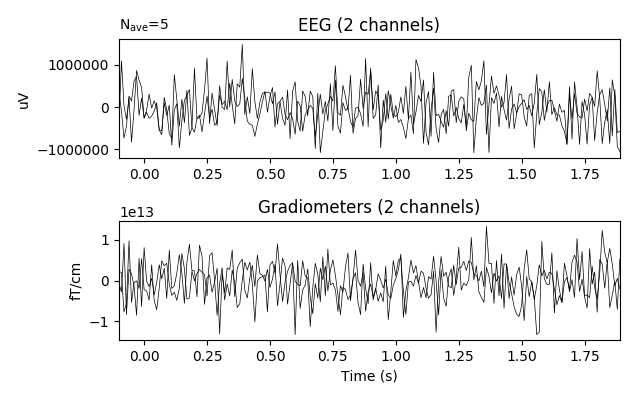 N_ave=5
EEG (2 channels)
1000000
0
−1000000
uV
0.00 0.25 0.50 0.75 1.00 1.25 1.50 1.75
1e13
Gradiometers (2 channels)
1
0
−1
fT/cm
0.00 0.25 0.50 0.75 1.00 1.25 1.50 1.75
Time (s)